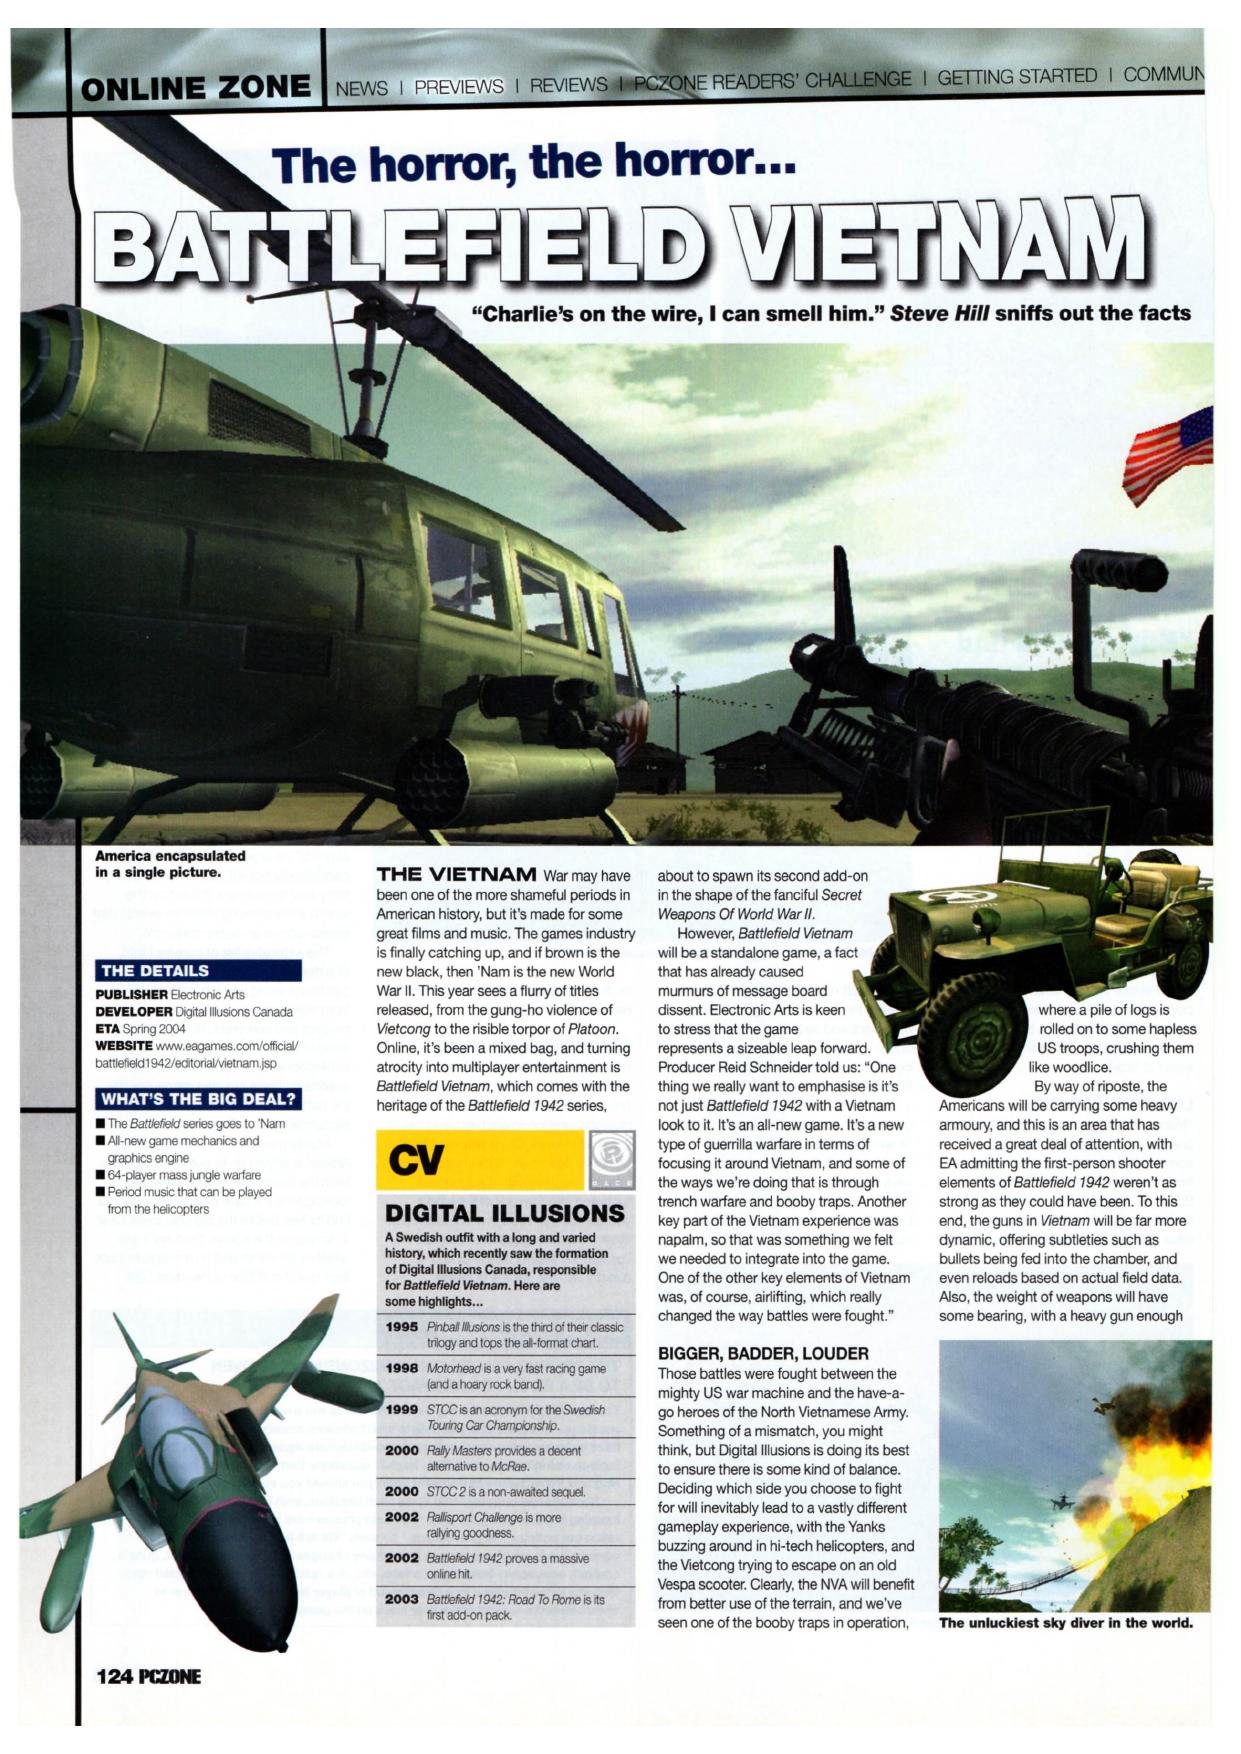 ONLINE ZONE
NEWS | PREVIEWS | REVIEWS | PCZONE READERS' CHALLENGE | GETTING STARTED | COMMUN
The horror, the horror...
BATTLEFIELD VIETNAM
“Charlie's on the wire, I can smell him.” Steve Hill sniffs out the facts
America encapsulated
in a single picture.
THE DETAILS
PUBLISHER Electronic Arts
DEVELOPER Digital Illusions Canada
ETA Spring 2004
WEBSITE www.eagames.com/official/
battlefield1942/editorial/vietnam.jsp
WHAT'S THE BIG DEAL?
■ The Battlefield series goes to 'Nam
■ All-new game mechanics and
graphics engine
■ 64-player mass jungle warfare
■ Period music that can be played
from the helicopters
THE VIETNAM War may have
been one of the more shameful periods in
American history, but it's made for some
great films and music. The games industry
is finally catching up, and if brown is the
new black, then 'Nam is the new World
War II. This year sees a flurry of titles
released, from the gung-ho violence of
Vietcong to the risible torpor of Platoon.
Online, it's been a mixed bag, and turning
atrocity into multiplayer entertainment is
Battlefield Vietnam, which comes with the
heritage of the Battlefield 1942 series,
CV
DIGITAL ILLUSIONS
A Swedish outfit with a long and varied
history, which recently saw the formation
of Digital Illusions Canada, responsible
for Battlefield Vietnam. Here are
some highlights...
1995 Pinball Illusions is the third of their classic
trilogy and tops the all-format chart.
1998 Motorhead is a very fast racing game
(and a hoary rock band).
1999 STCC is an acronym for the Swedish
Touring Car Championship.
2000 Rally Masters provides a decent
alternative to McRae.
2000 STCC 2 is a non-awaited sequel.
2002 Rallisport Challenge is more
rallying goodness.
2002 Battlefield 1942 proves a massive
online hit.
2003 Battlefield 1942: Road To Rome is its
first add-on pack.
about to spawn its second add-on
in the shape of the fanciful Secret
Weapons Of World War II.
However, Battlefield Vietnam
will be a standalone game, a fact
that has already caused
murmurs of message board
dissent. Electronic Arts is keen
to stress that the game
represents a sizeable leap forward.
Producer Reid Schneider told us: “One
thing we really want to emphasise is it's
not just Battlefield 1942 with a Vietnam
look to it. It's an all-new game. It's a new
type of guerrilla warfare in terms of
focusing it around Vietnam, and some of
the ways we're doing that is through
trench warfare and booby traps. Another
key part of the Vietnam experience was
napalm, so that was something we felt
we needed to integrate into the game.
One of the other key elements of Vietnam
was, of course, airlifting, which really
changed the way battles were fought.”
BIGGER, BADDER, LOUDER
Those battles were fought between the
mighty US war machine and the have-a-
go heroes of the North Vietnamese Army.
Something of a mismatch, you might
think, but Digital Illusions is doing its best
to ensure there is some kind of balance.
Deciding which side you choose to fight
for will inevitably lead to a vastly different
gameplay experience, with the Yanks
buzzing around in hi-tech helicopters, and
the Vietcong trying to escape on an old
Vespa scooter. Clearly, the NVA will benefit
from better use of the terrain, and we've
seen one of the booby traps in operation,
where a pile of logs is
rolled on to some hapless
US troops, crushing them
like woodlice.
By way of riposte, the
Americans will be carrying some heavy
armoury, and this is an area that has
received a great deal of attention, with
EA admitting the first-person shooter
elements of Battlefield 1942 weren't as
strong as they could have been. To this
end, the guns in Vietnam will be far more
dynamic, offering subtleties such as
bullets being fed into the chamber, and
even reloads based on actual field data.
Also, the weight of weapons will have
some bearing, with a heavy gun enough
The unluckiest sky diver in the world.
124 PCZONE